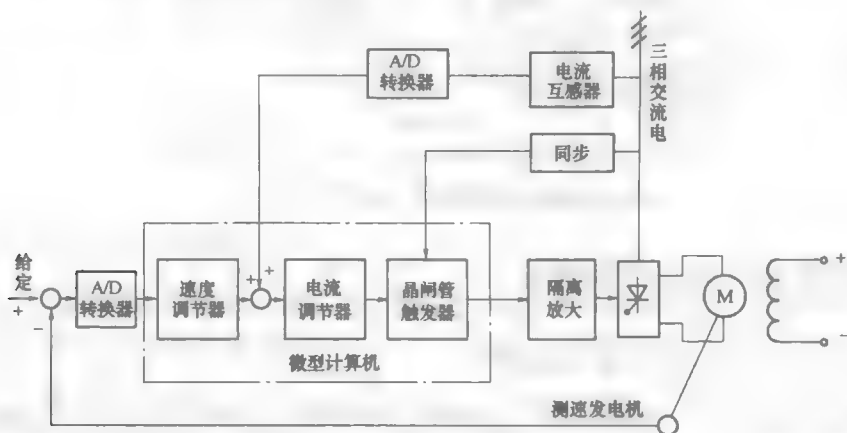 A/D
转换器
电流
互感器
三相交流电
同步
给定
+
−
A/D
转换器
速度
调节器
+
+
电流
调节器
晶闸管
触发器
微型计算机
隔离
放大
M
+
−
测速发电机